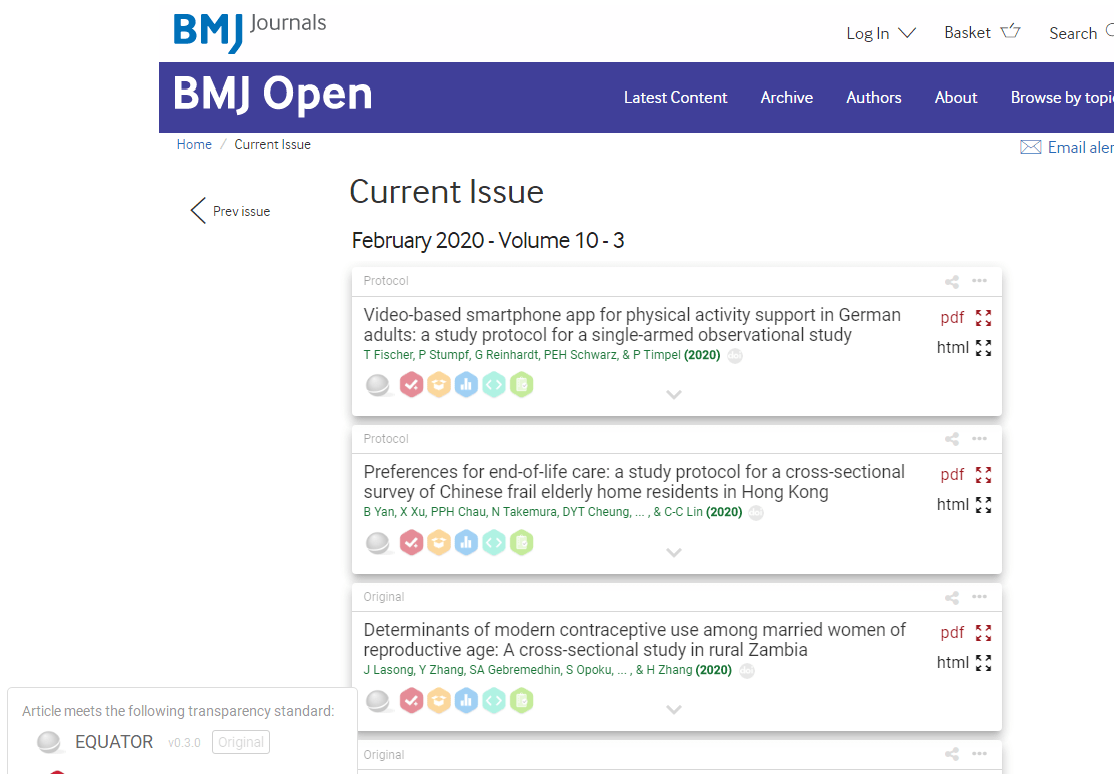 BMJ Journals
Log In
Basket
Search
BMJ Open
Latest Content
Archive
Authors
About
Browse by topi
Home / Current Issue
Email aler
Prev issue
Current Issue
February 2020 - Volume 10 - 3
Protocol
Video-based smartphone app for physical activity support in German
adults: a study protocol for a single-armed observational study
T Fischer, P Stumpf, G Reinhardt, PEH Schwarz, & P Timpel (2020) doi
pdf
html
Protocol
Preferences for end-of-life care: a study protocol for a cross-sectional
survey of Chinese frail elderly home residents in Hong Kong
B Yan, X Xu, PPH Chau, N Takemura, DYT Cheung, ... , & C-C Lin (2020) doi
pdf
html
Original
Determinants of modern contraceptive use among married women of
reproductive age: A cross-sectional study in rural Zambia
J Lasong, Y Zhang, SA Gebremedhin, S Opoku, ... , & H Zhang (2020) doi
pdf
html
Original
Article meets the following transparency standard:
EQUATOR v0.3.0 Original